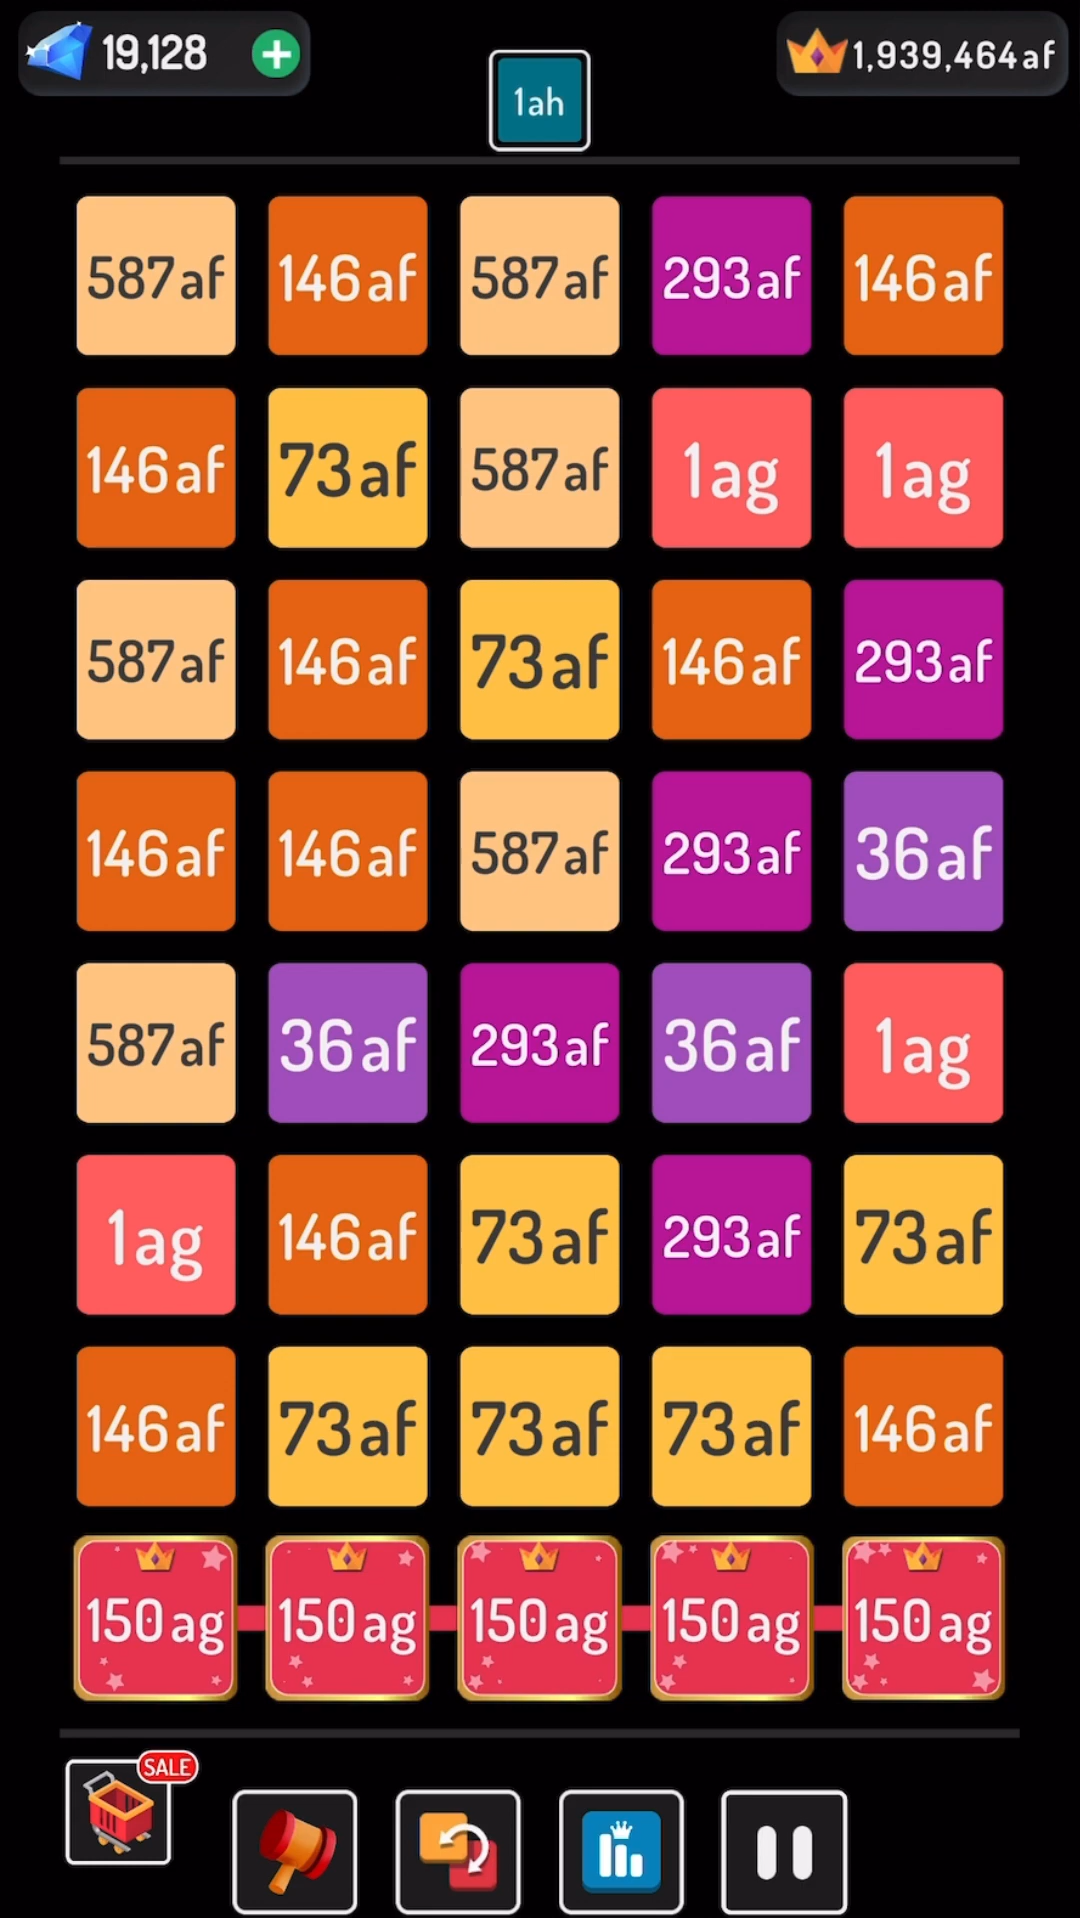 19,128
1ah
1,939,464af
587af 146af 587af 293af 146af
146af 73af 587af 1ag 1ag
587af 146af 73af 146af 293af
146af 146af 587af 293af 36af
587af 36af 293af 36af 1ag
1ag 146af 73af 293af 73af
146af 73af 73af 73af 146af
150ag 150ag 150ag 150ag 150ag
SALE